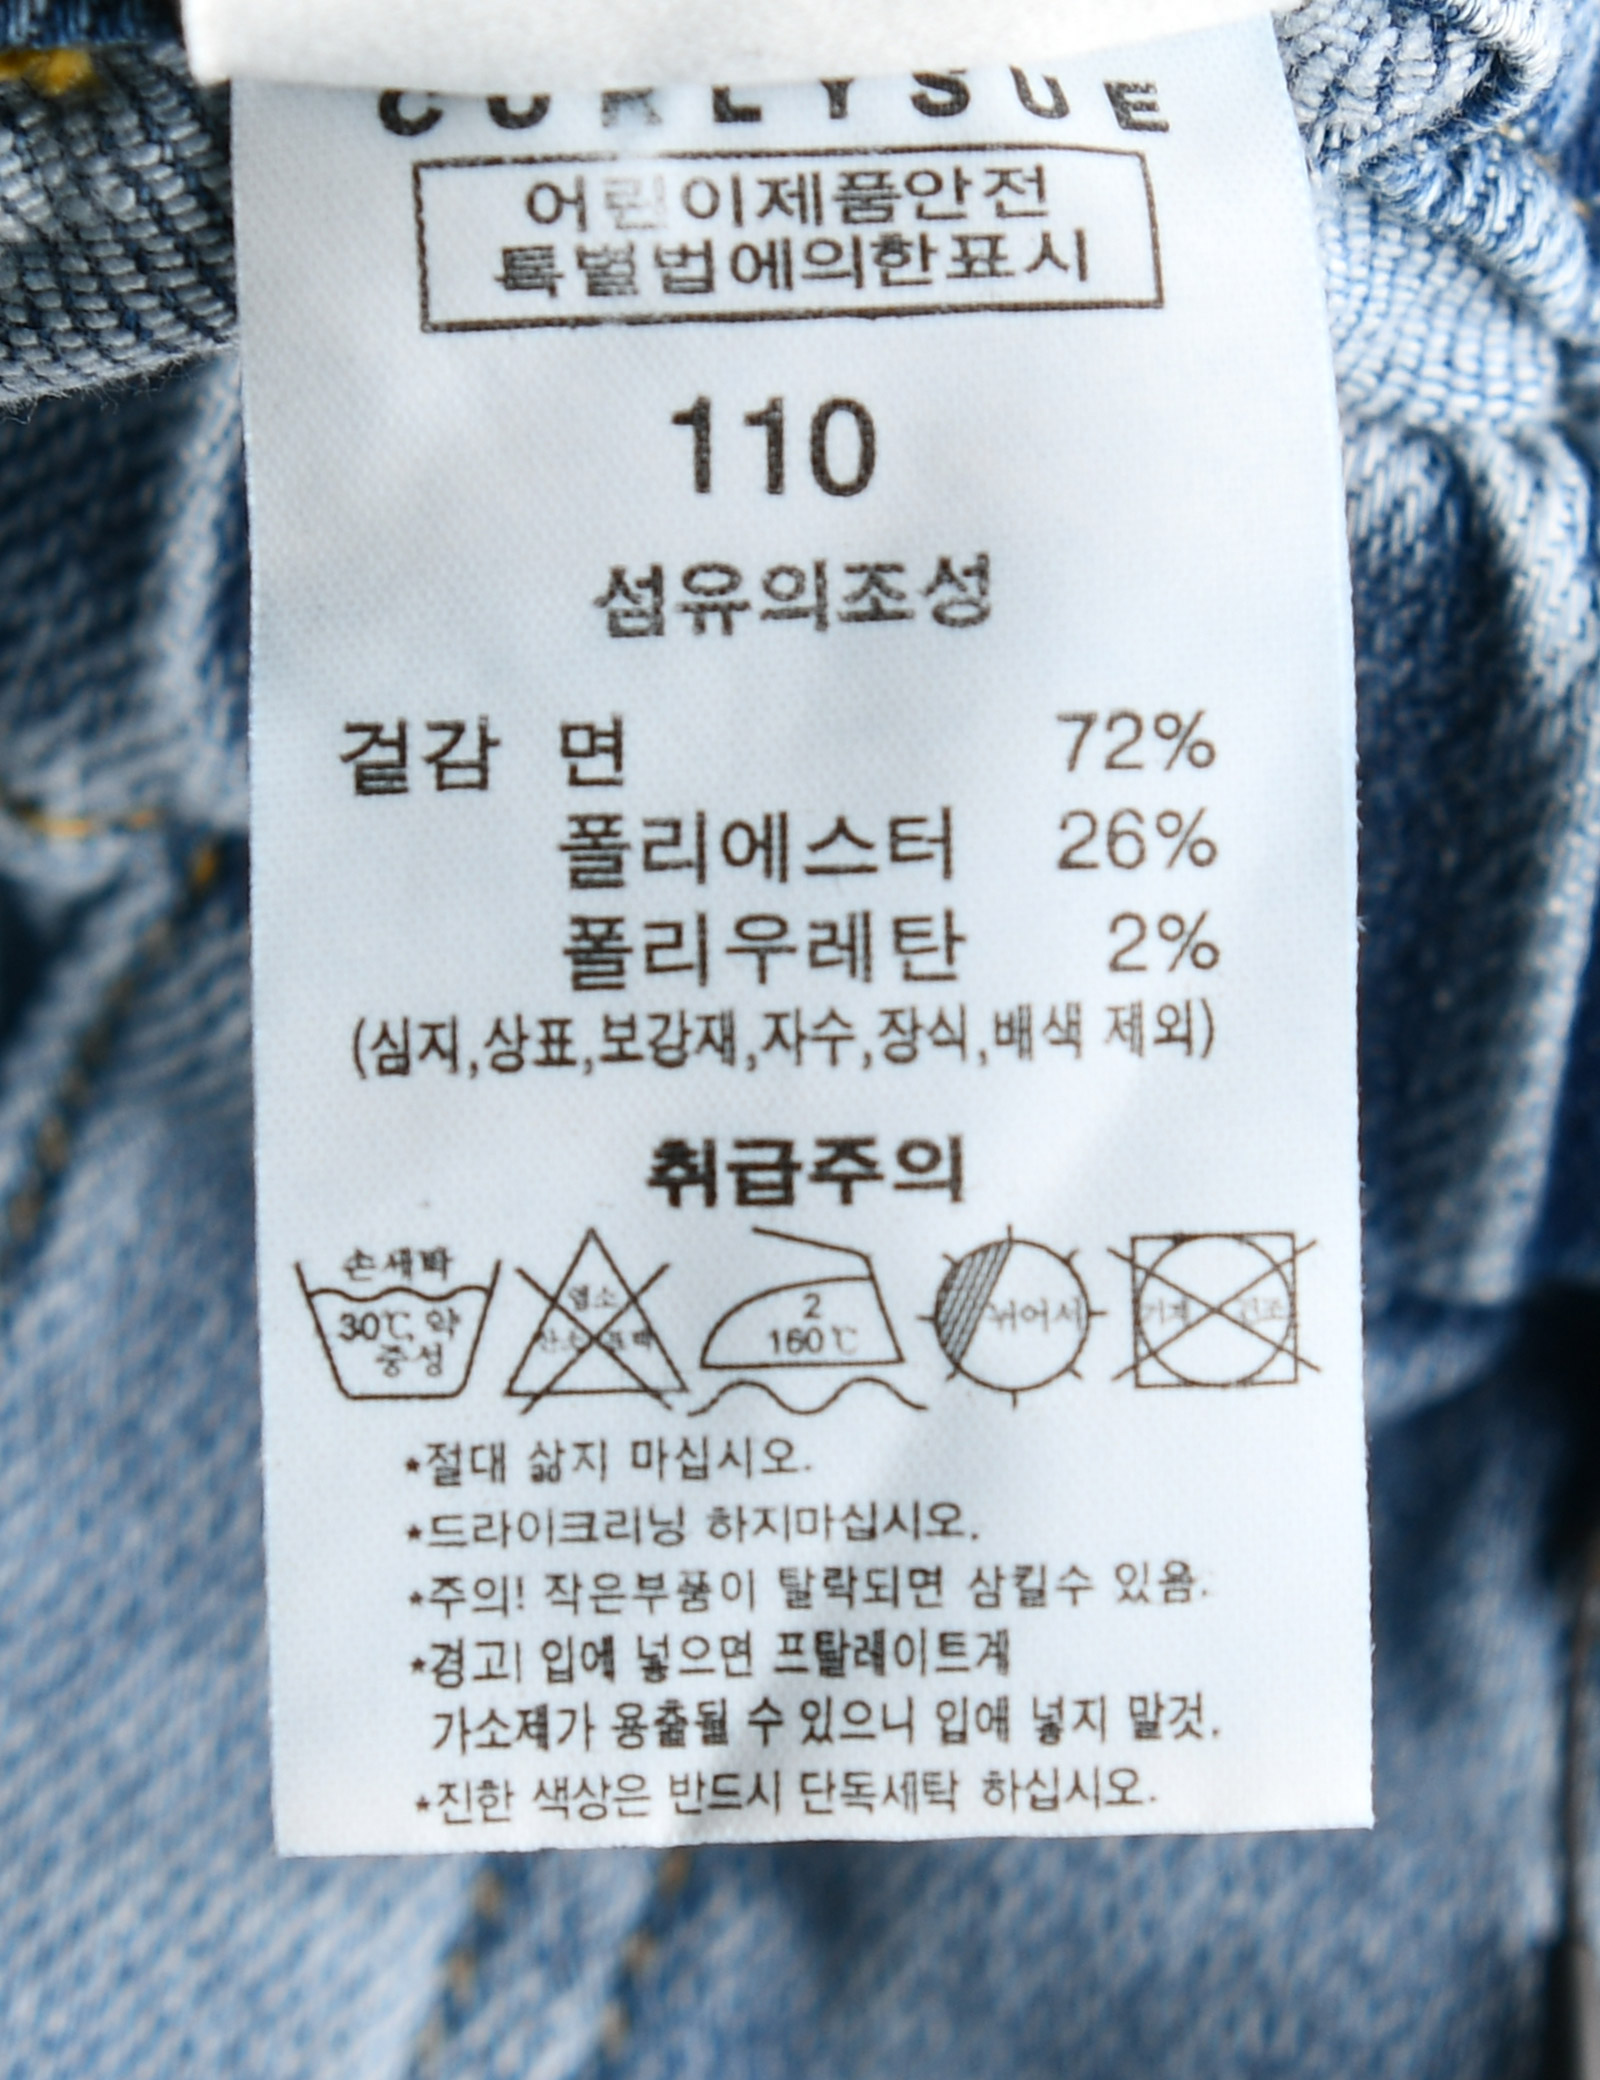 CURLYSUE
어린이제품안전
특별법에의한표시
110
섬유의조성
겉감 면 72%
폴리에스터 26%
폴리우레탄 2%
(심지,상표,보강재,자수,장식,배색 제외)
취급주의
손세탁
30℃ 약
중성
염소
산소 표백
2
160℃
뉘어서
기계 건조
*절대 삶지 마십시오.
*드라이크리닝 하지마십시오.
*주의! 작은부품이 탈락되면 삼킬수 있음.
*경고! 입에 넣으면 프탈레이트계
가소제가 용출될 수 있으니 입에 넣지 말것.
*진한 색상은 반드시 단독세탁 하십시오.